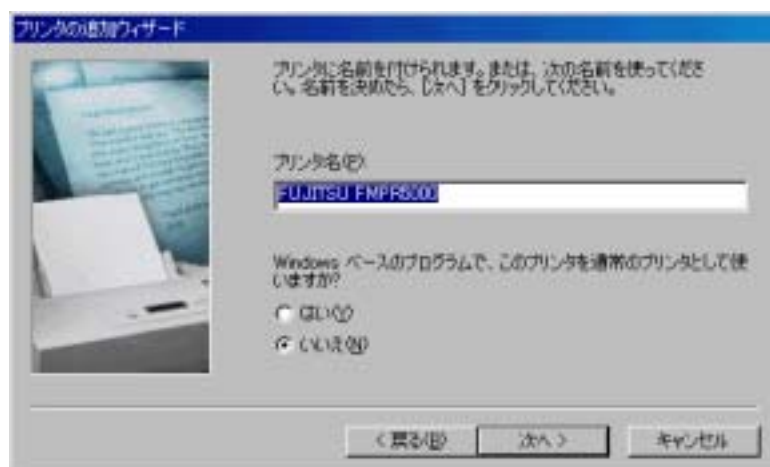 プリンタの追加ウィザード
プリンタに名前を付けられます。または、次の名前を使ってくださ
い。名前を決めたら、[次へ] をクリックしてください。
プリンタ名(P):
FUJITSU FMPR5000
Windows ベースのプログラムで、このプリンタを通常のプリンタとして使
いますか?
はい(Y)
いいえ(N)
< 戻る(B)
次へ >
キャンセル